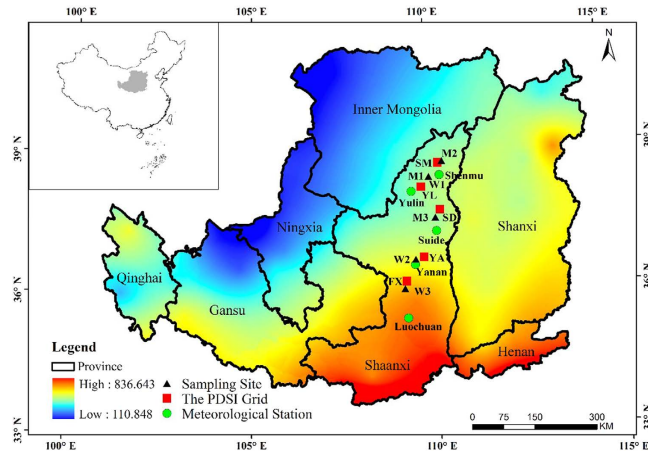 100° E
105° E
110° E
115° E
N
39° N
39° N
Inner Mongolia
M2
SM
M1
W1
Shenmu
YL
Yulin
M3
SD
Suide
Shanxi
Ningxia
W2
YA
Yanan
Qinghai
36° N
36° N
Gansu
FX
W3
Luochuan
Henan
Shaanxi
Legend
Province
High : 836.643
Low : 110.848
Sampling Site
The PDSI Grid
Meteorological Station
0 75 150 300
KM
33° N
33° N
100° E
105° E
110° E
115° E